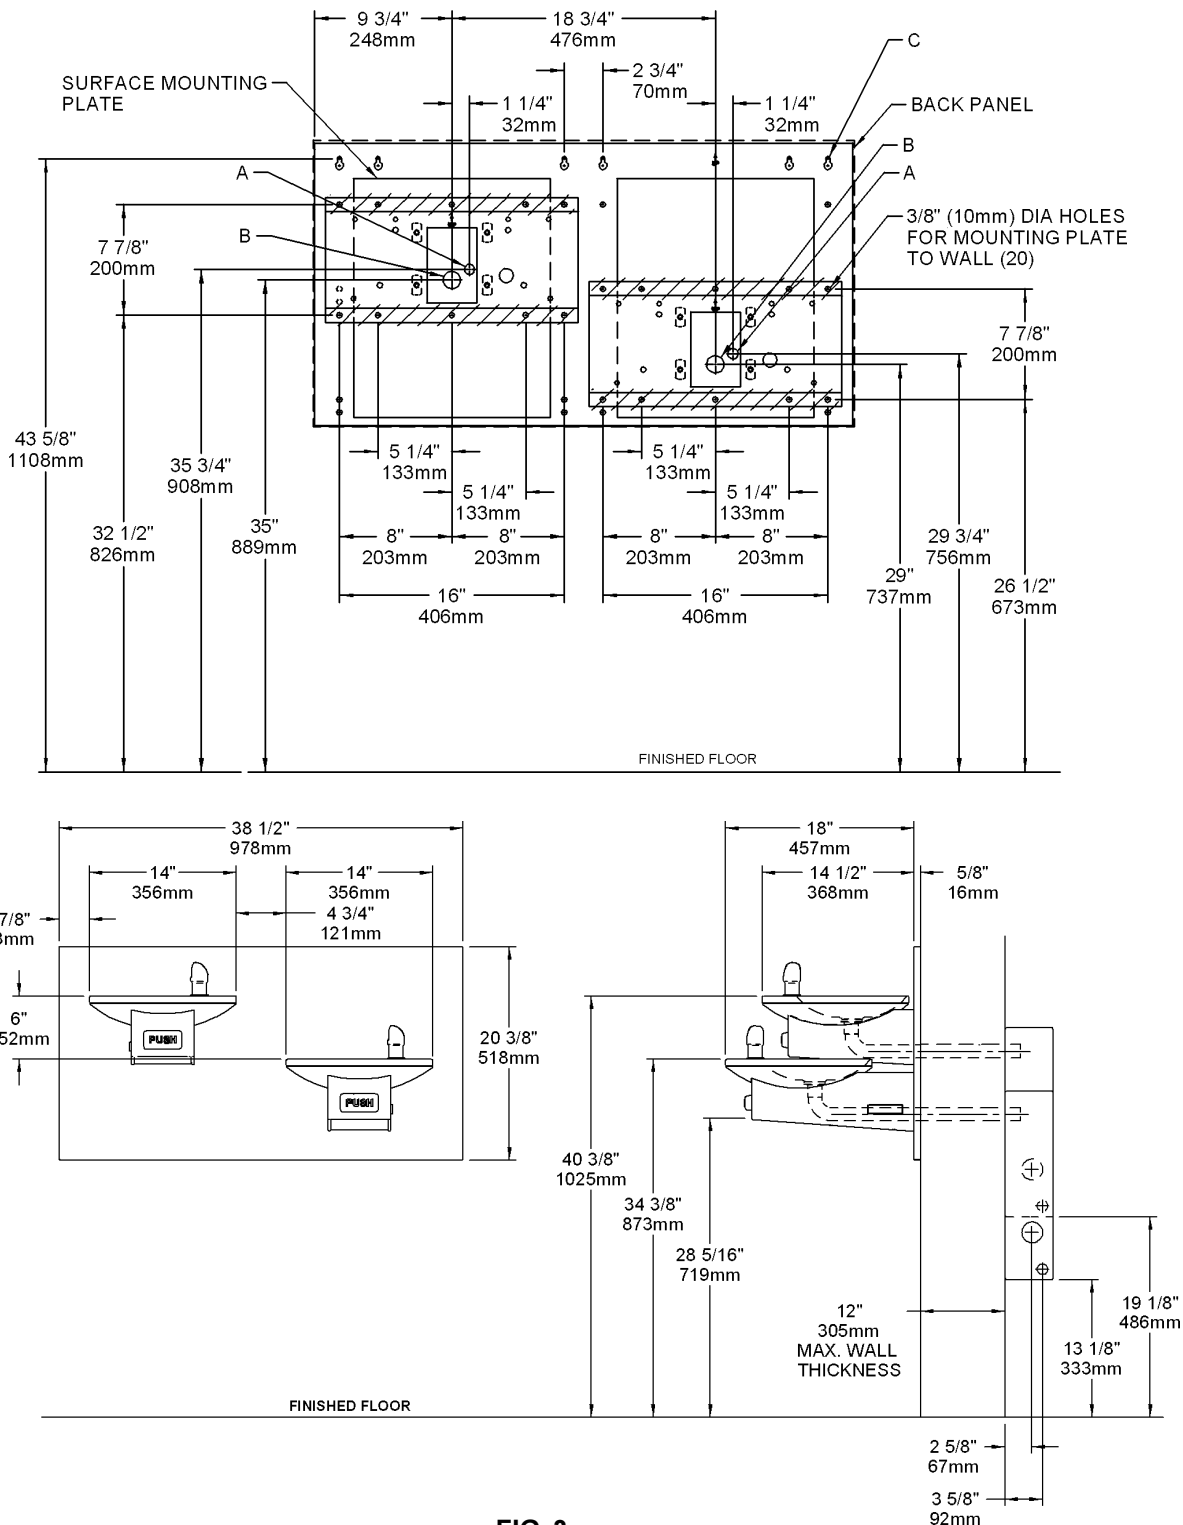 9 3/4"
248mm
18 3/4"
476mm
C
SURFACE MOUNTING
PLATE
2 3/4"
70mm
1 1/4"
32mm
1 1/4"
32mm
BACK PANEL
B
A
A
B
3/8" (10mm) DIA HOLES
FOR MOUNTING PLATE
TO WALL (20)
7 7/8"
200mm
7 7/8"
200mm
43 5/8"
1108mm
35 3/4"
908mm
5 1/4"
133mm
5 1/4"
133mm
5 1/4"
133mm
5 1/4"
133mm
32 1/2"
826mm
35"
889mm
8"
203mm
8"
203mm
8"
203mm
8"
203mm
29 3/4"
756mm
29"
737mm
26 1/2"
673mm
16"
406mm
16"
406mm
FINISHED FLOOR
38 1/2"
978mm
18"
457mm
14"
356mm
14"
356mm
14 1/2"
368mm
5/8"
16mm
7/8"
4 3/4"
121mm
6"
52mm
PUSH
20 3/8"
518mm
PUSH
40 3/8"
1025mm
34 3/8"
873mm
28 5/16"
719mm
12"
305mm
MAX. WALL
THICKNESS
19 1/8"
486mm
13 1/8"
333mm
FINISHED FLOOR
2 5/8"
67mm
3 5/8"
92mm